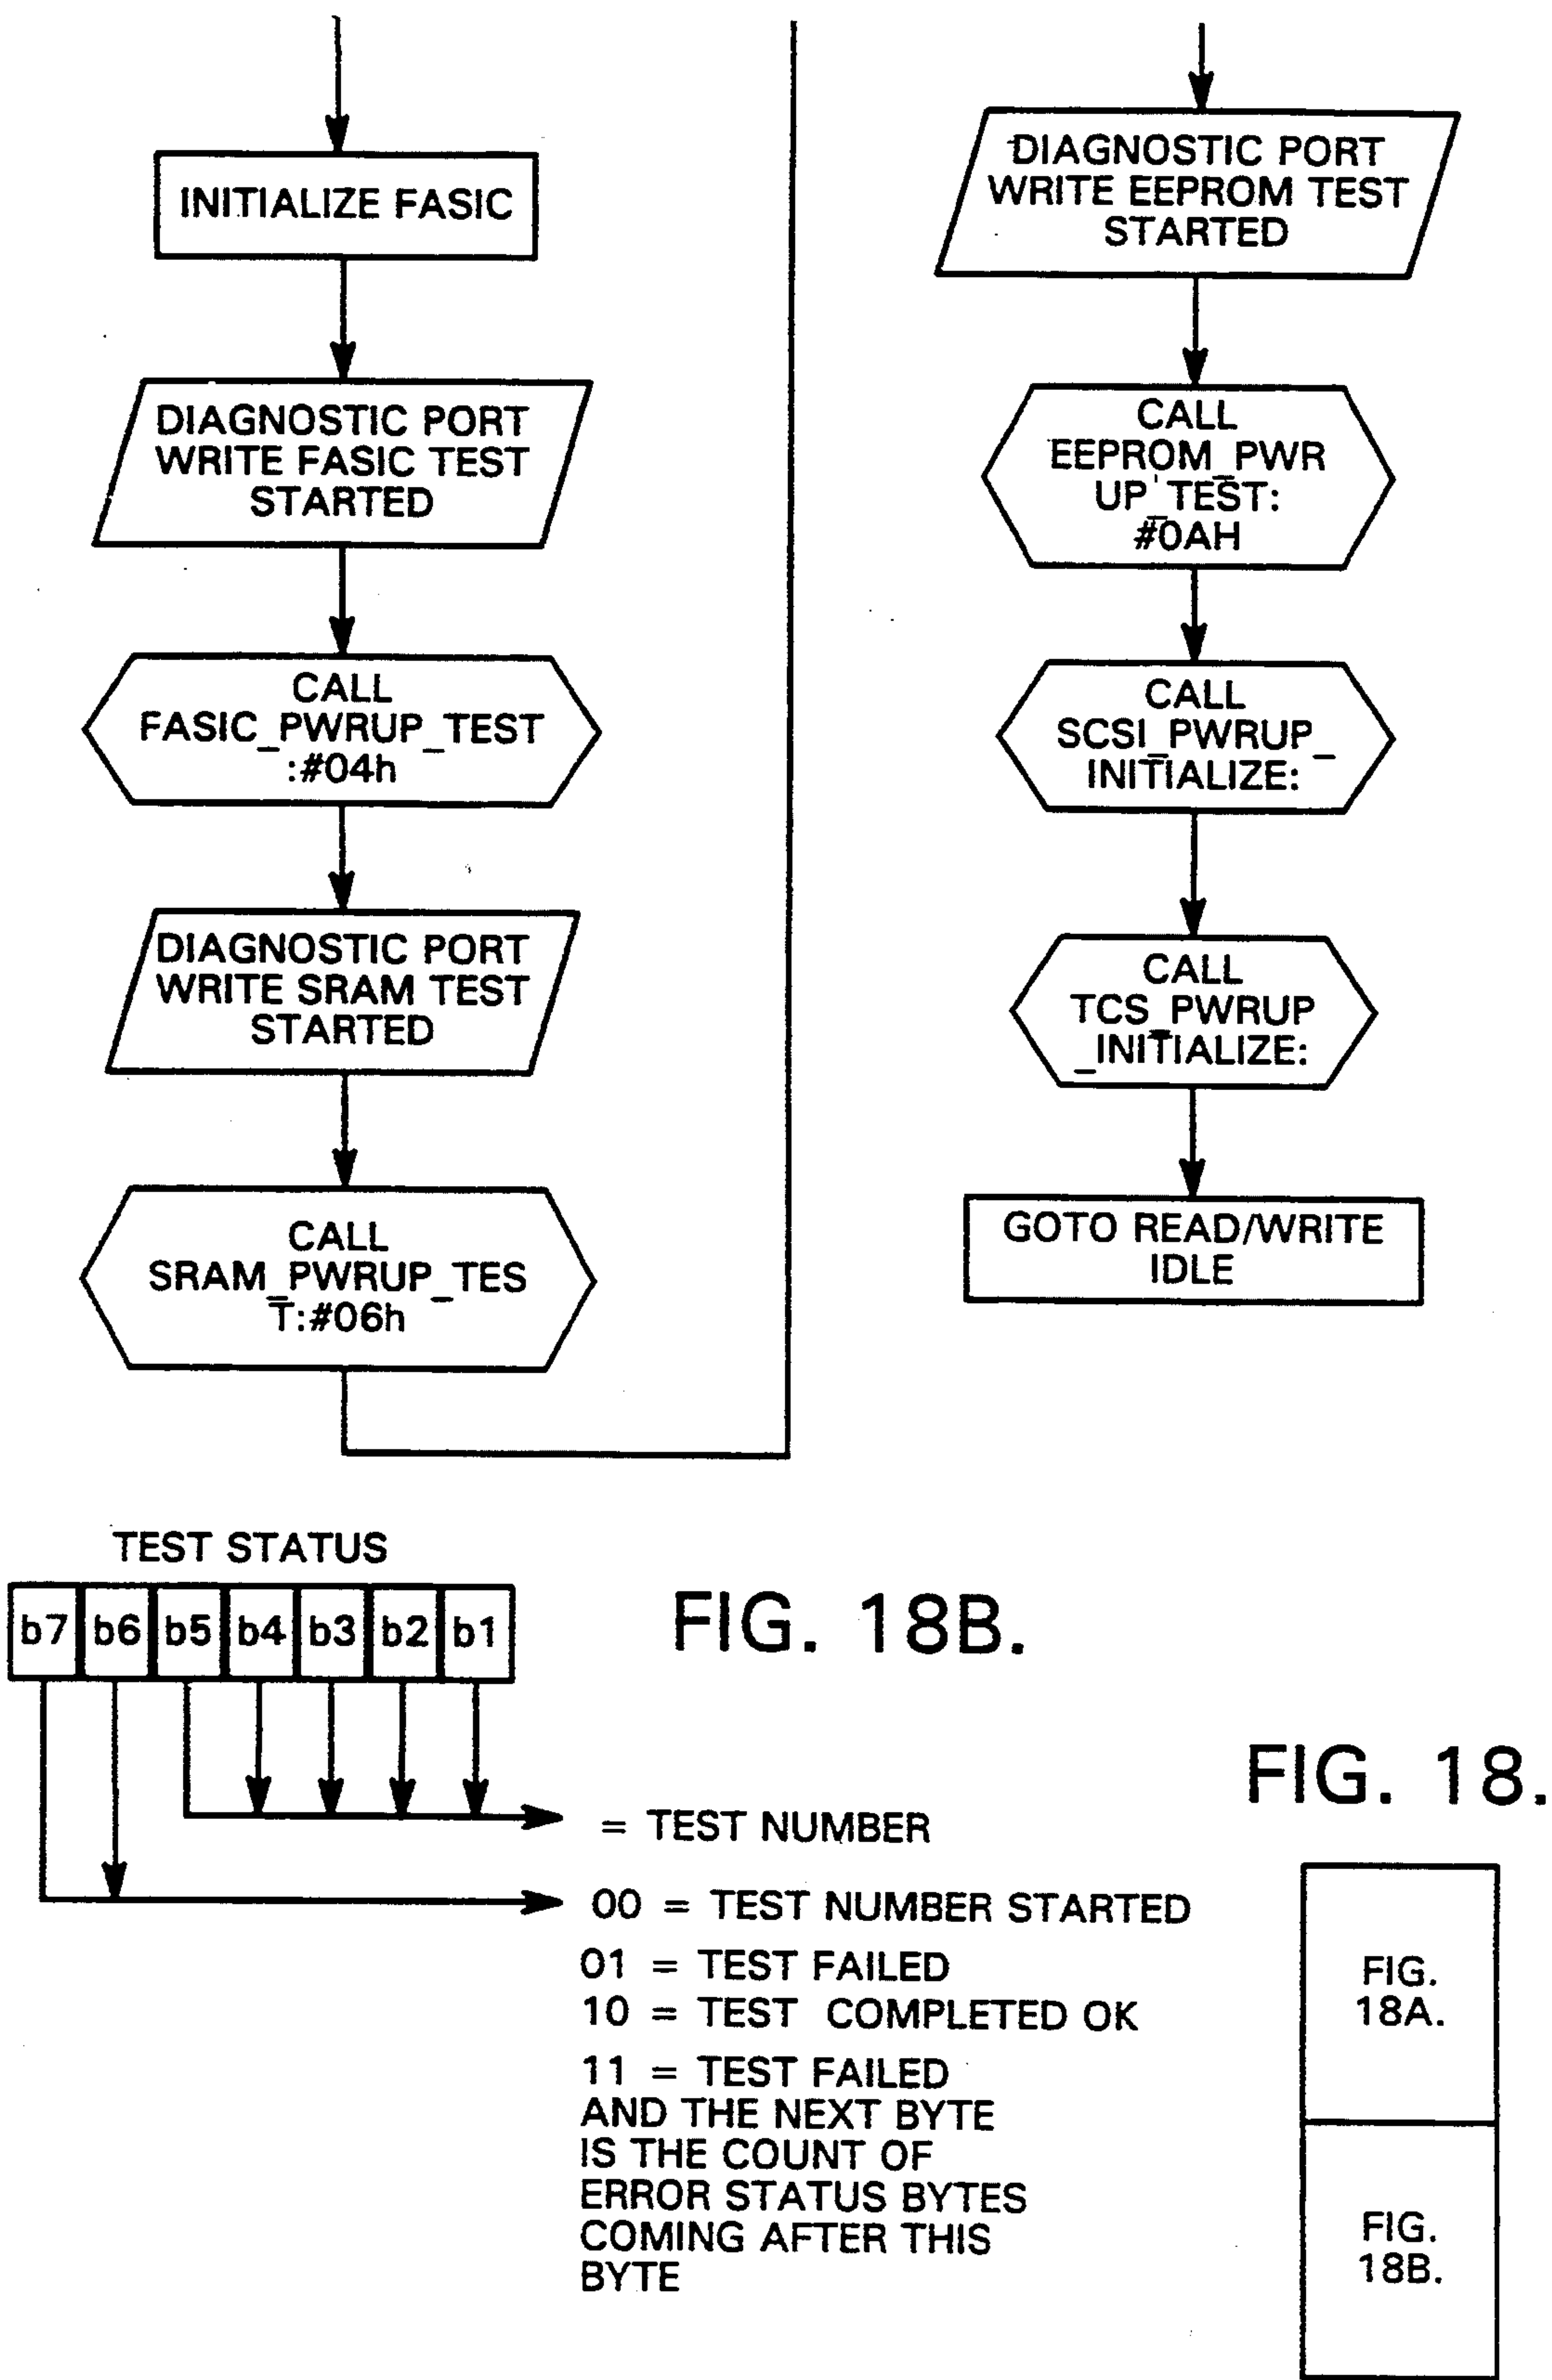 INITIALIZE FASIC
DIAGNOSTIC PORT
WRITE FASIC TEST
STARTED
CALL
FASIC_PWRUP_TEST
:#04h
DIAGNOSTIC PORT
WRITE SRAM TEST
STARTED
CALL
SRAM_PWRUP_TES
T:#06h
DIAGNOSTIC PORT
WRITE EEPROM TEST
STARTED
CALL
EEPROM_PWR
UP_TEST:
#0AH
CALL
SCSI_PWRUP_
INITIALIZE:
CALL
TCS_PWRUP
_INITIALIZE:
GOTO READ/WRITE
IDLE
TEST STATUS
b7 b6 b5 b4 b3 b2 b1
= TEST NUMBER
00 = TEST NUMBER STARTED
01 = TEST FAILED
10 = TEST COMPLETED OK
11 = TEST FAILED
AND THE NEXT BYTE
IS THE COUNT OF
ERROR STATUS BYTES
COMING AFTER THIS
BYTE
FIG. 18B.
FIG. 18.
FIG.
18A.
FIG.
18B.